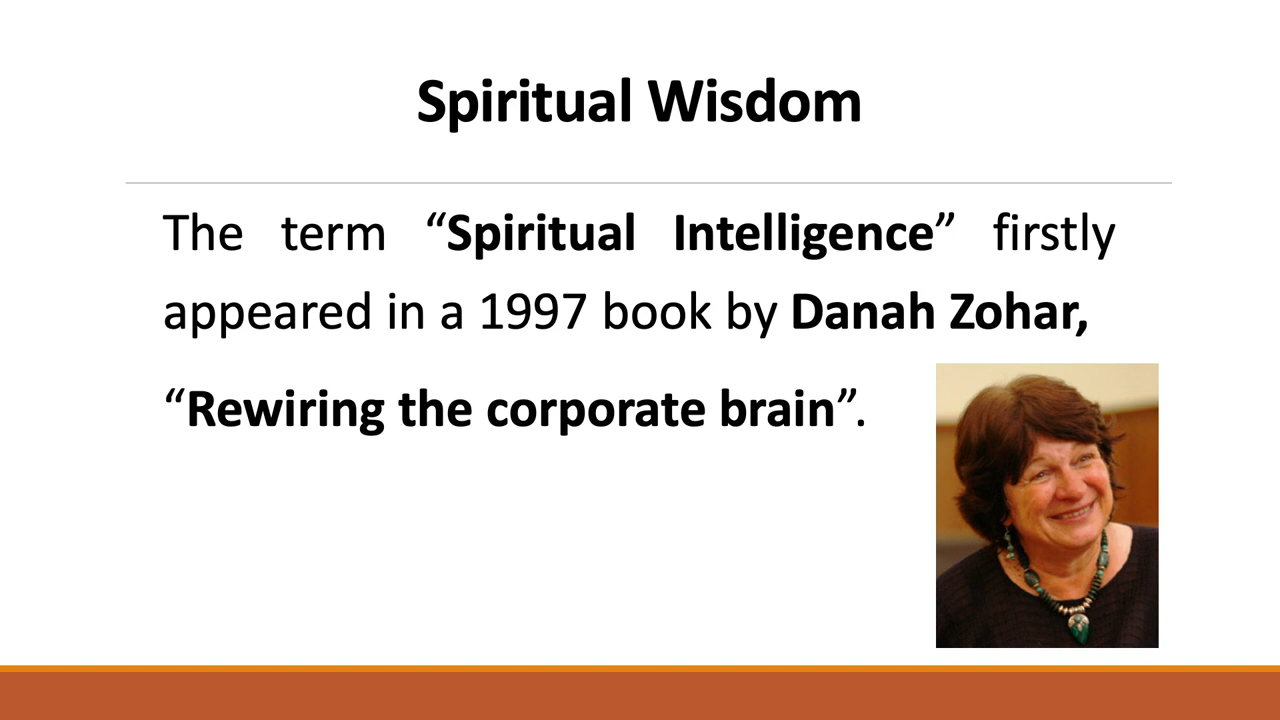 Spiritual Wisdom
The term “Spiritual Intelligence” firstly
appeared in a 1997 book by Danah Zohar,
“Rewiring the corporate brain”.